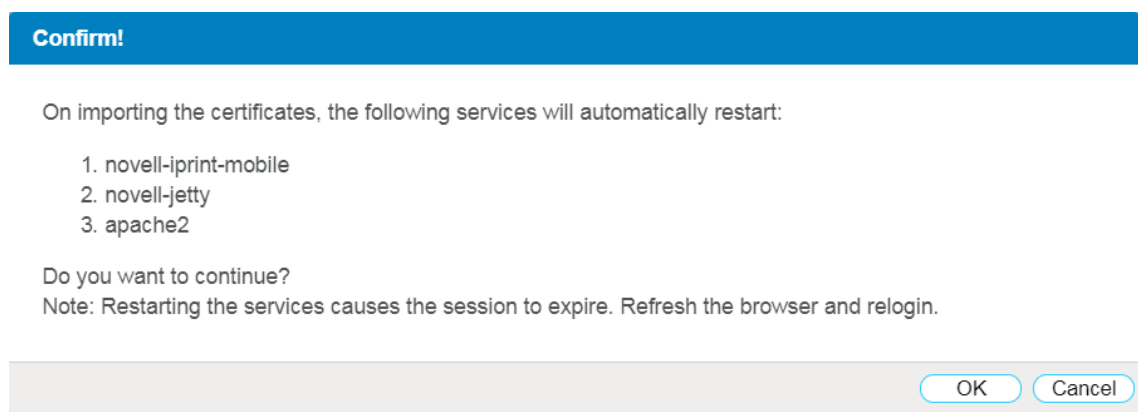 Confirm!
On importing the certificates, the following services will automatically restart:
1. novell-iprint-mobile
2. novell-jetty
3. apache2
Do you want to continue?
Note: Restarting the services causes the session to expire. Refresh the browser and relogin.
OK Cancel